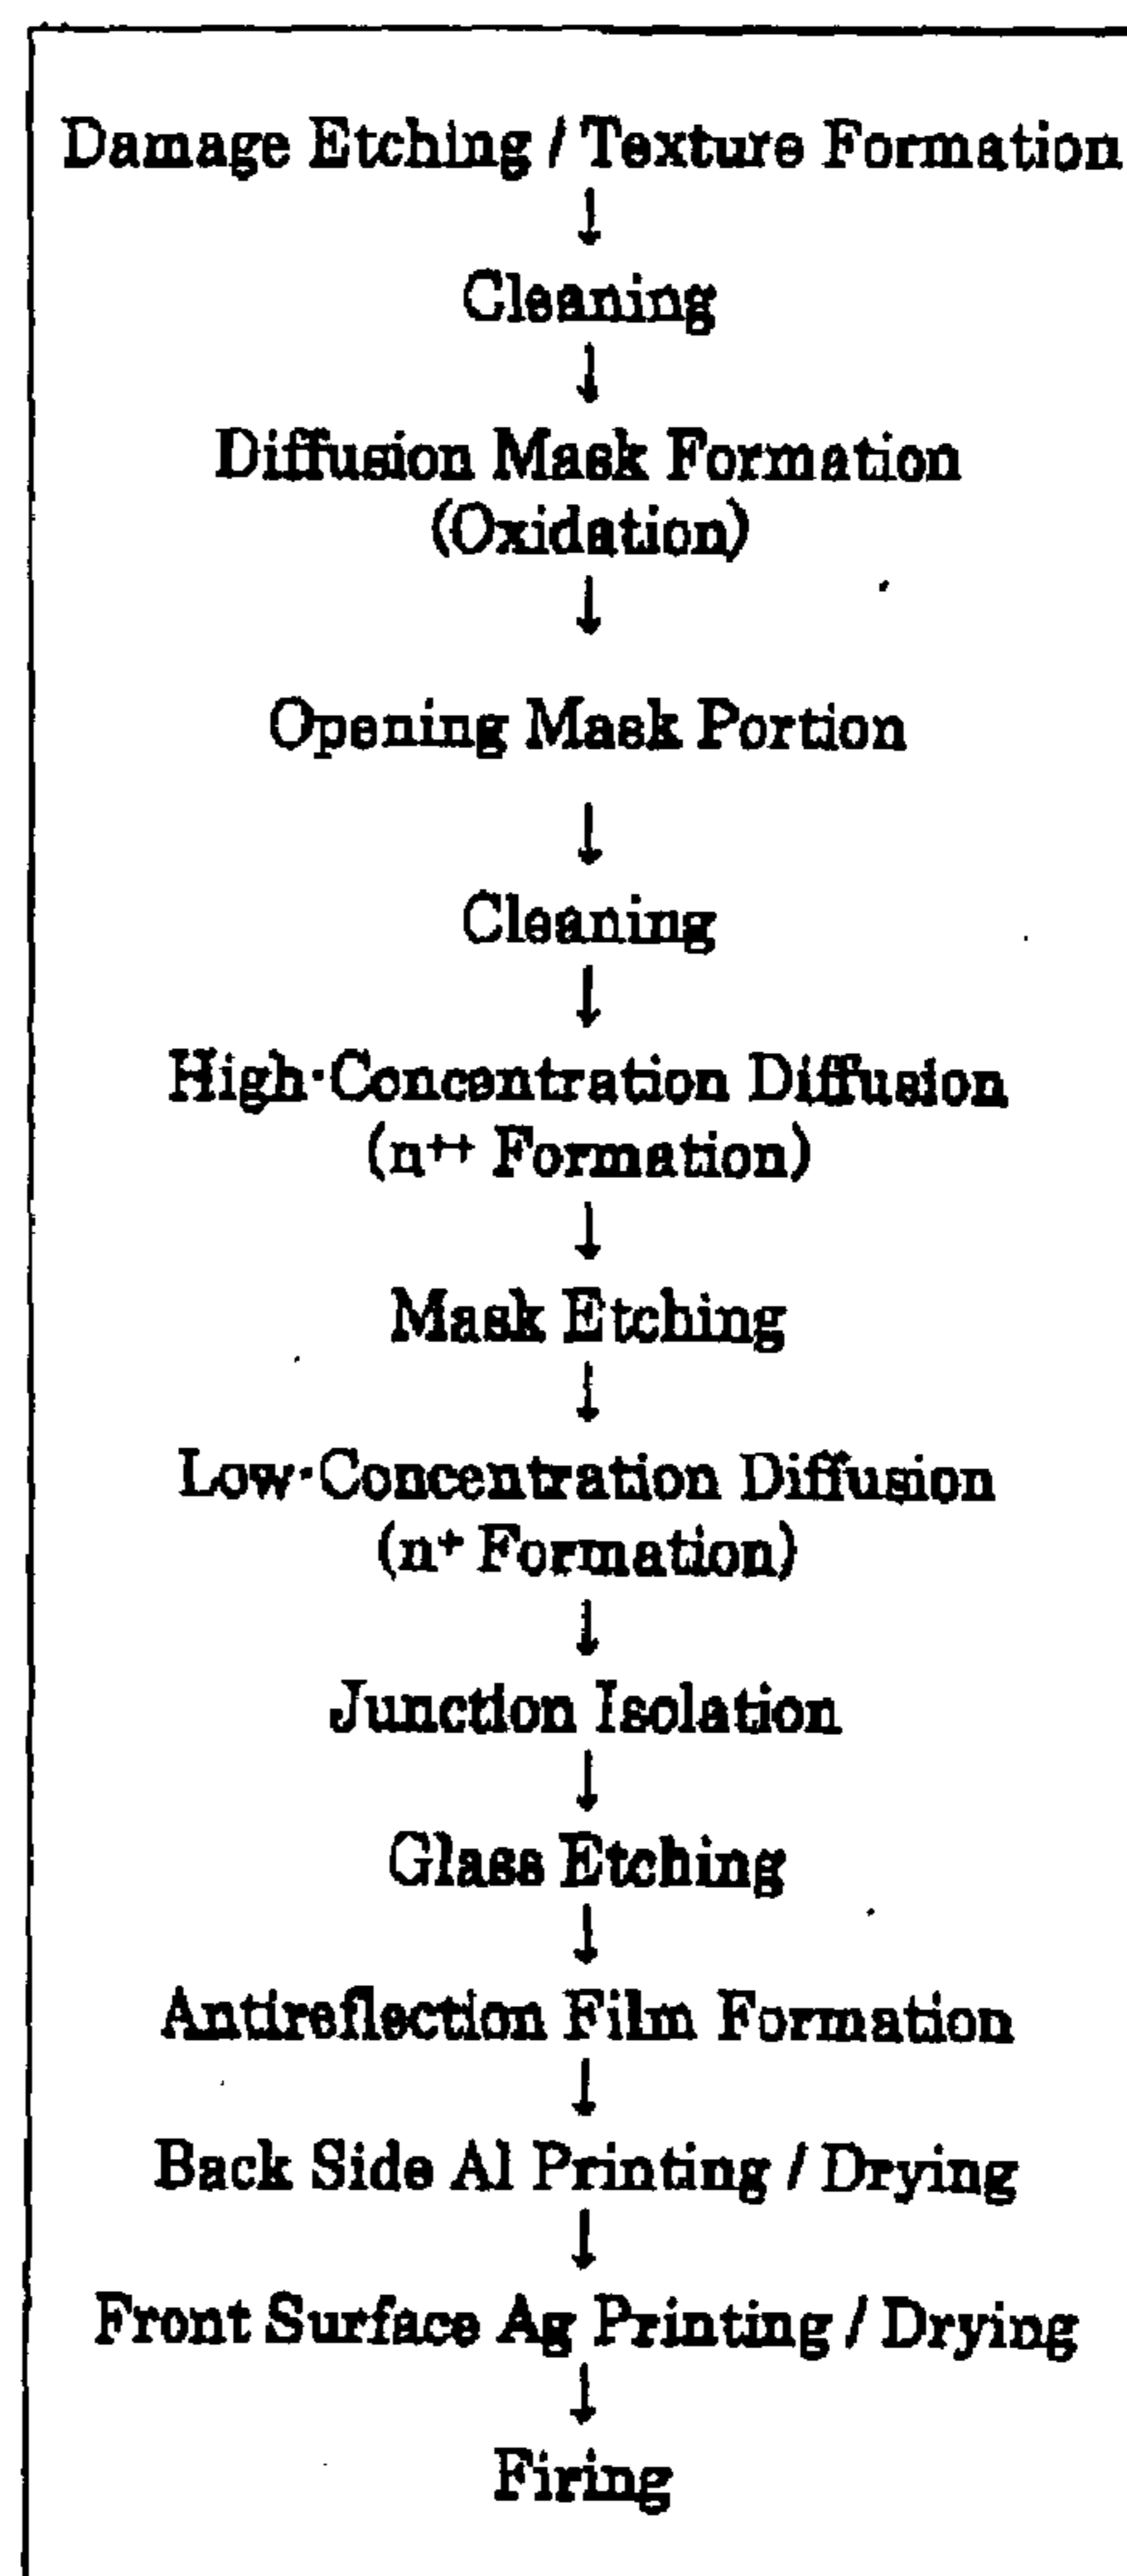 Damage Etching / Texture Formation
↓
Cleaning
↓
Diffusion Mask Formation
(Oxidation)
↓
Opening Mask Portion
↓
Cleaning
↓
High-Concentration Diffusion
(n⁺⁺ Formation)
↓
Mask Etching
↓
Low-Concentration Diffusion
(n⁺ Formation)
↓
Junction Isolation
↓
Glass Etching
↓
Antireflection Film Formation
↓
Back Side Al Printing / Drying
↓
Front Surface Ag Printing / Drying
↓
Firing